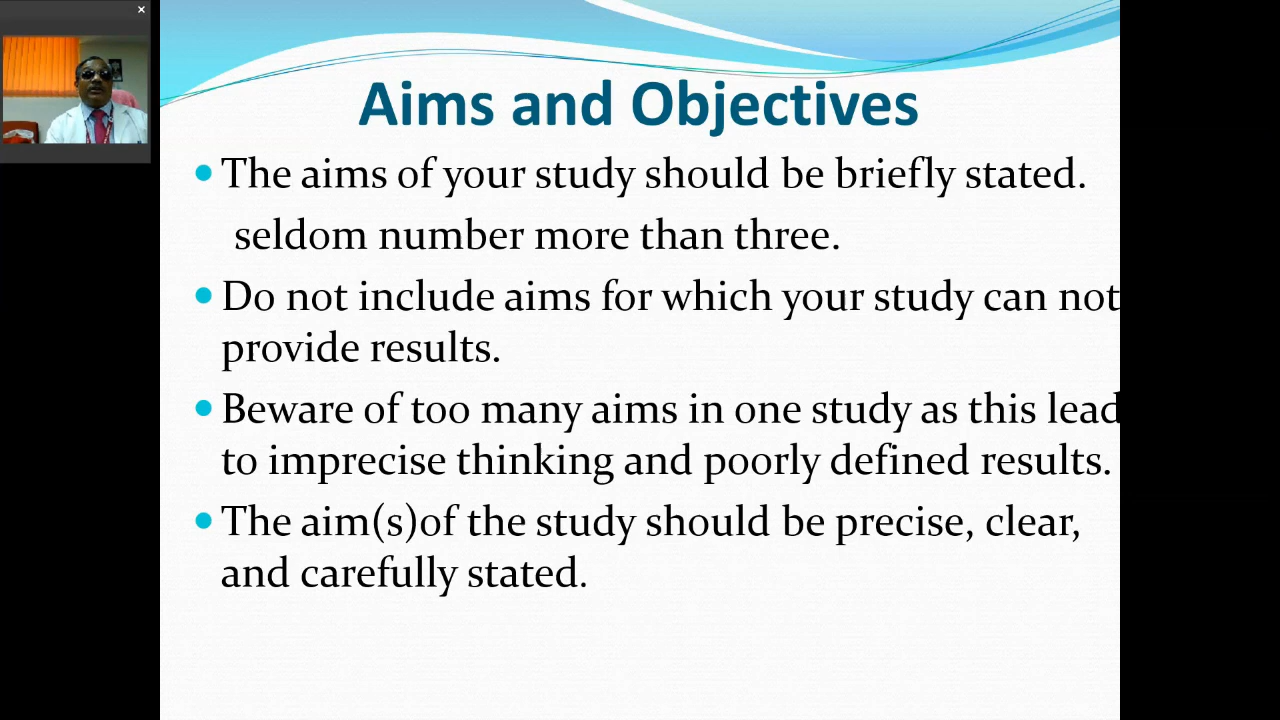 Aims and Objectives
The aims of your study should be briefly stated.
seldom number more than three.
Do not include aims for which your study can not
provide results.
Beware of too many aims in one study as this lead
to imprecise thinking and poorly defined results.
The aim(s)of the study should be precise, clear,
and carefully stated.